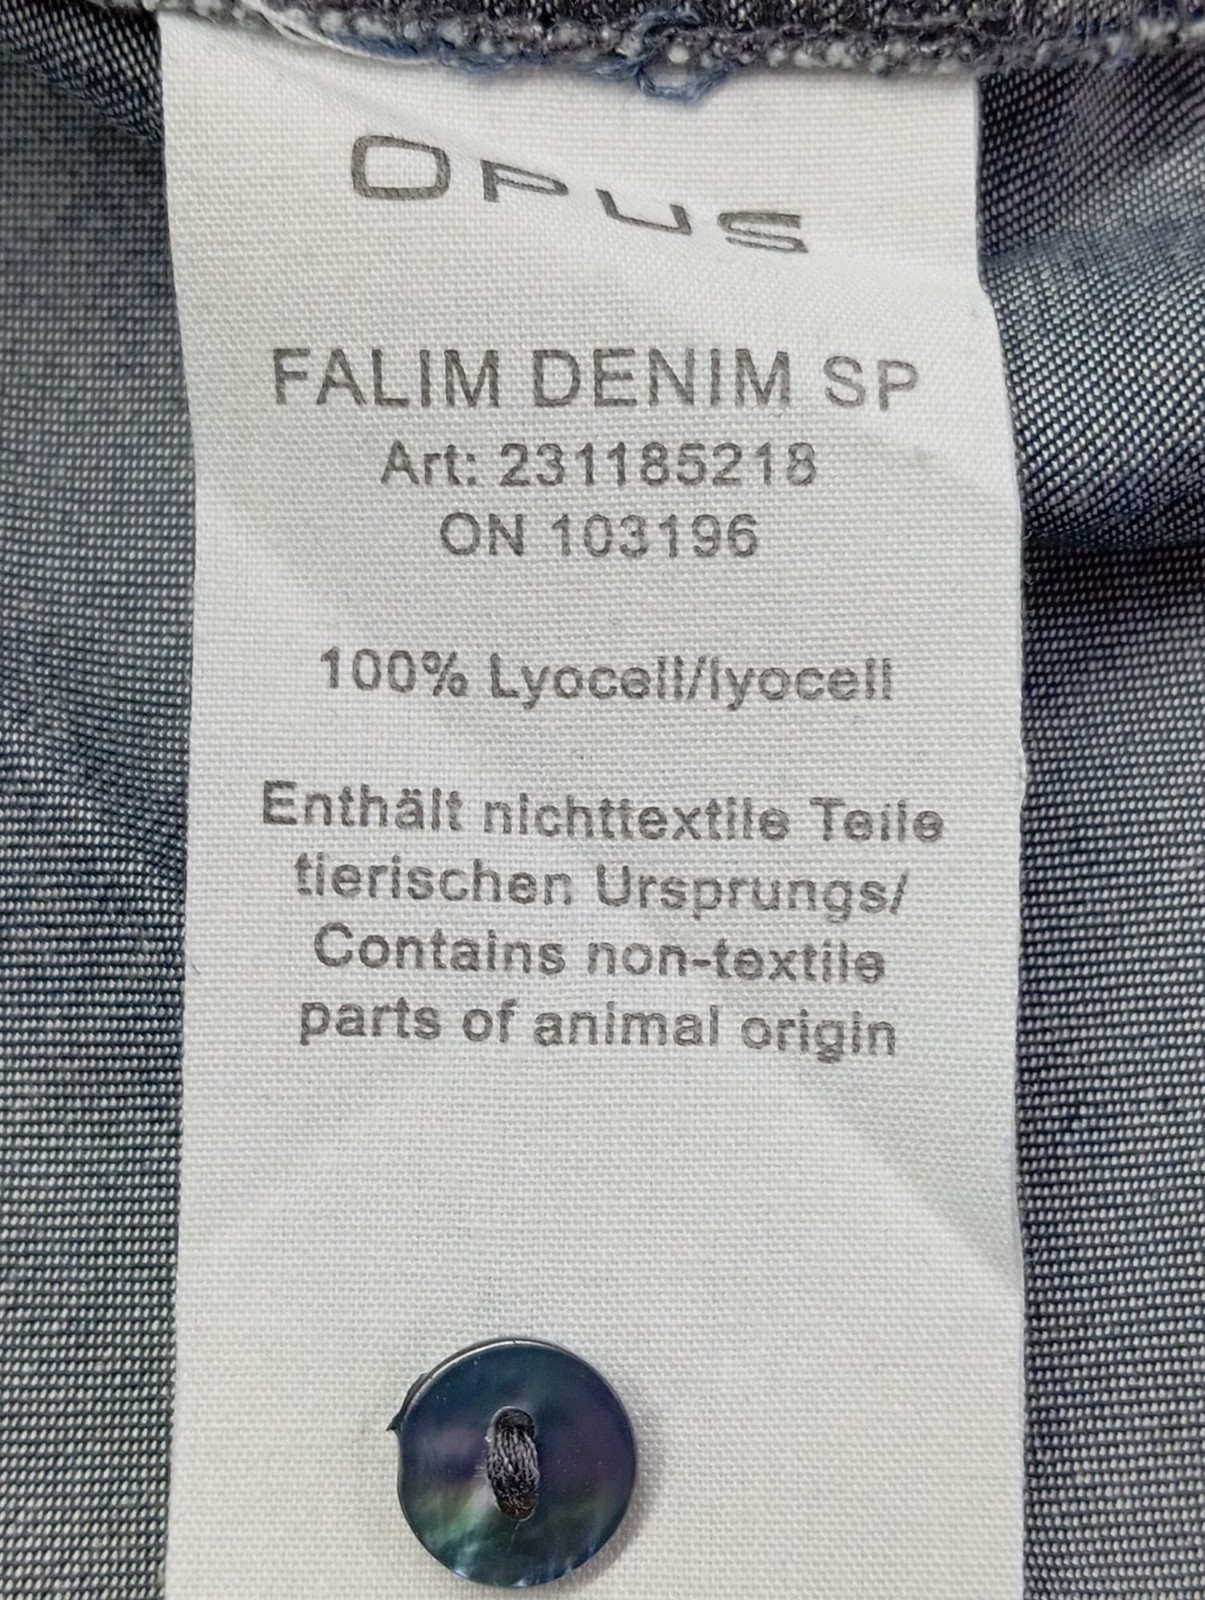 OPUS
FALIM DENIM SP
Art: 231185218
ON 103196
100% Lyocell/lyocell
Enthält nichttextile Teile
tierischen Ursprungs/
Contains non-textile
parts of animal origin